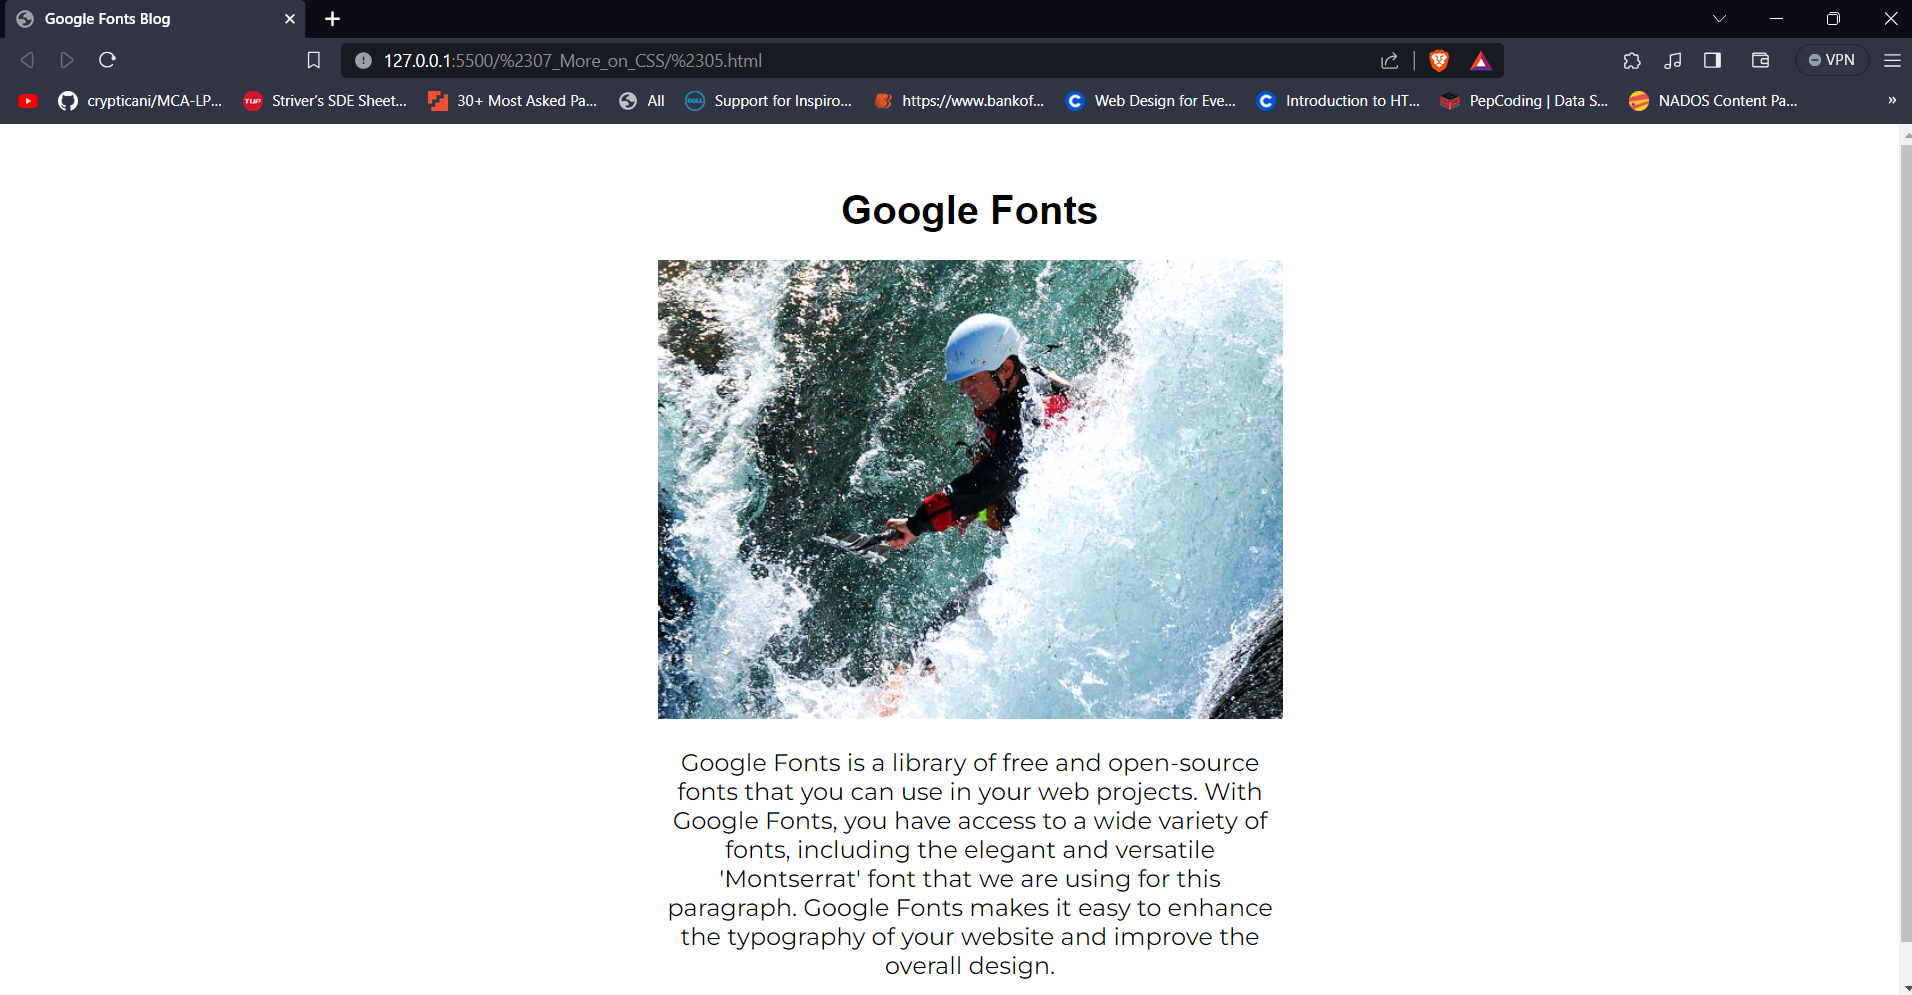 Google Fonts Blog
127.0.0.1:5500/%2307_More_on_CSS/%2305.html
VPN
crypticani/MCA-LP...
TUF
Striver's SDE Sheet...
30+ Most Asked Pa...
All
DELL
Support for Inspiro...
https://www.bankof...
C
Web Design for Eve...
C
Introduction to HT...
PepCoding | Data S...
NADOS Content Pa...
»
Google Fonts
Google Fonts is a library of free and open-source
fonts that you can use in your web projects. With
Google Fonts, you have access to a wide variety of
fonts, including the elegant and versatile
'Montserrat' font that we are using for this
paragraph. Google Fonts makes it easy to enhance
the typography of your website and improve the
overall design.